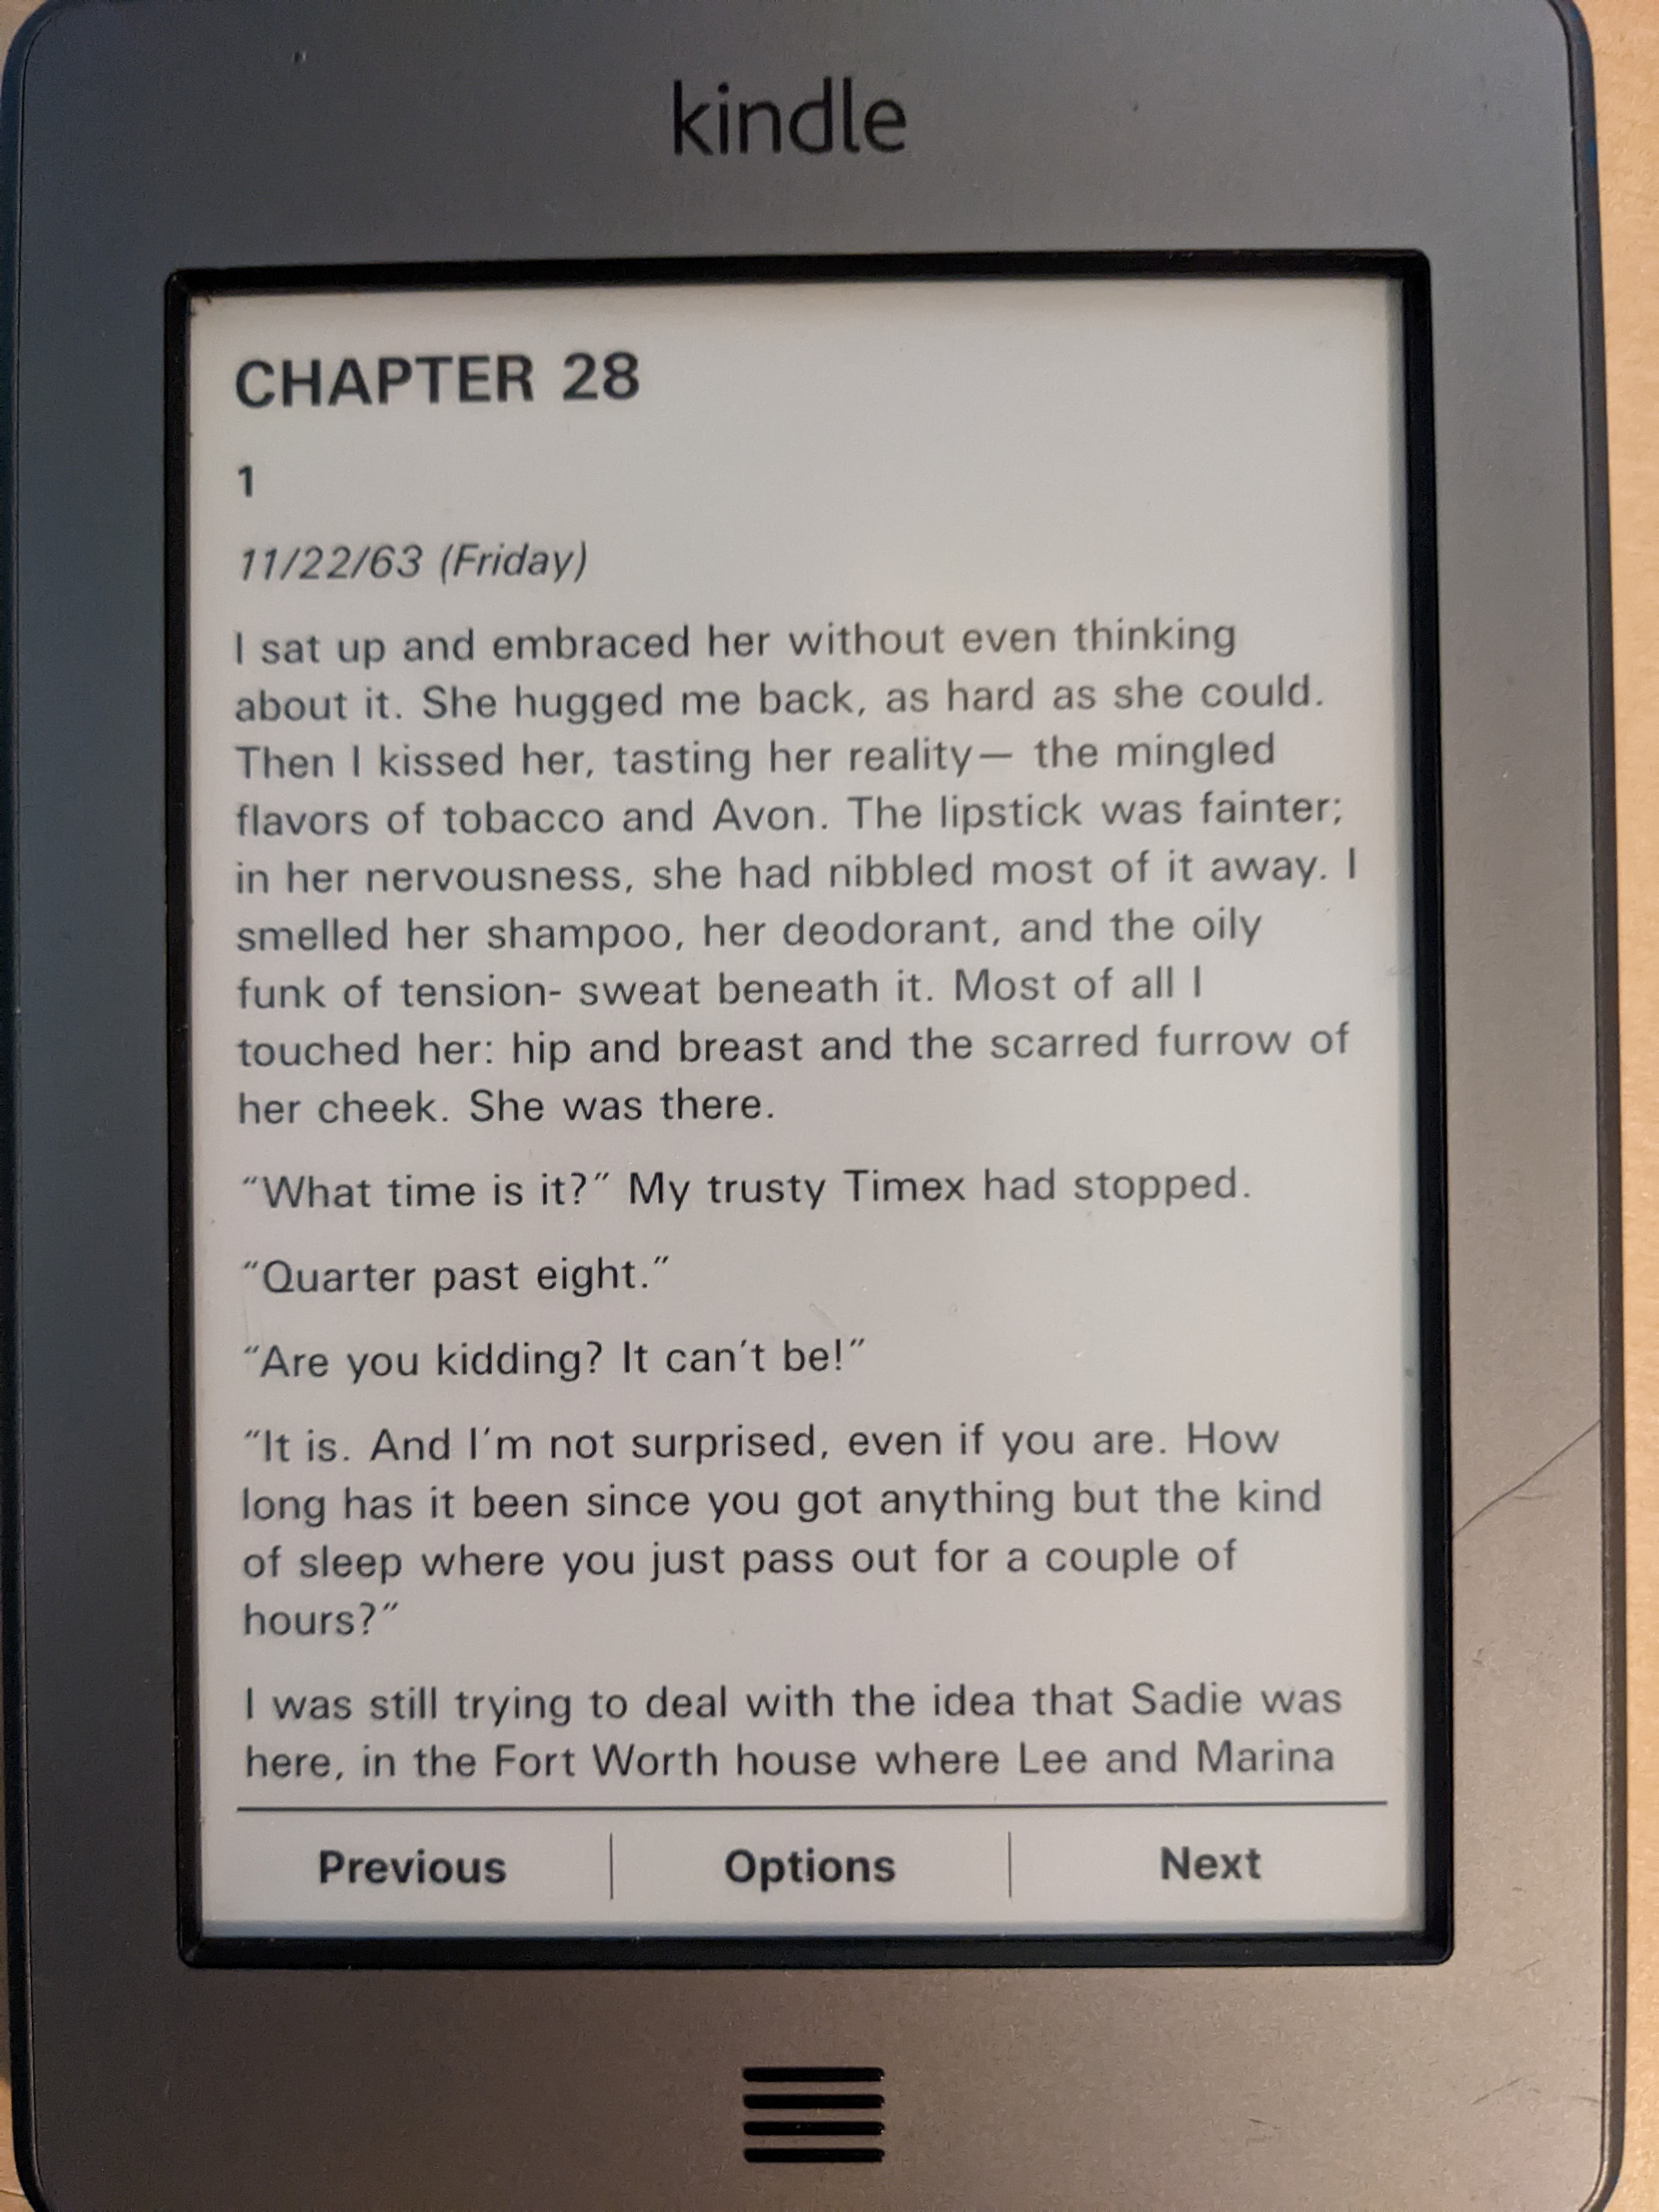 kindle
CHAPTER 28
1
11/22/63 (Friday)
I sat up and embraced her without even thinking
about it. She hugged me back, as hard as she could.
Then I kissed her, tasting her reality— the mingled
flavors of tobacco and Avon. The lipstick was fainter;
in her nervousness, she had nibbled most of it away. I
smelled her shampoo, her deodorant, and the oily
funk of tension- sweat beneath it. Most of all I
touched her: hip and breast and the scarred furrow of
her cheek. She was there.
“What time is it?” My trusty Timex had stopped.
“Quarter past eight.”
“Are you kidding? It can’t be!”
“It is. And I’m not surprised, even if you are. How
long has it been since you got anything but the kind
of sleep where you just pass out for a couple of
hours?”
I was still trying to deal with the idea that Sadie was
here, in the Fort Worth house where Lee and Marina
Previous | Options | Next